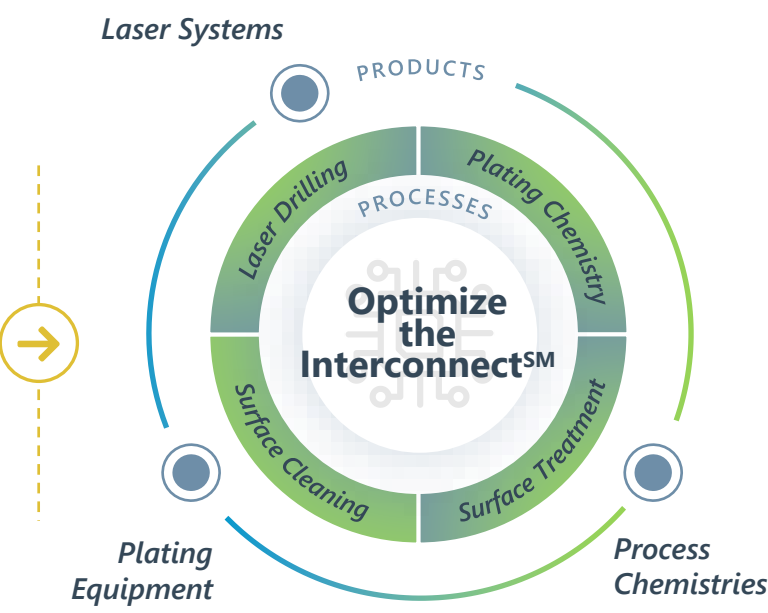 Laser Systems
PRODUCTS
Laser Drilling
Plating Chemistry
PROCESSES
Optimize
the
Interconnect℠
Surface Cleaning
Surface Treatment
Plating
Equipment
Process
Chemistries